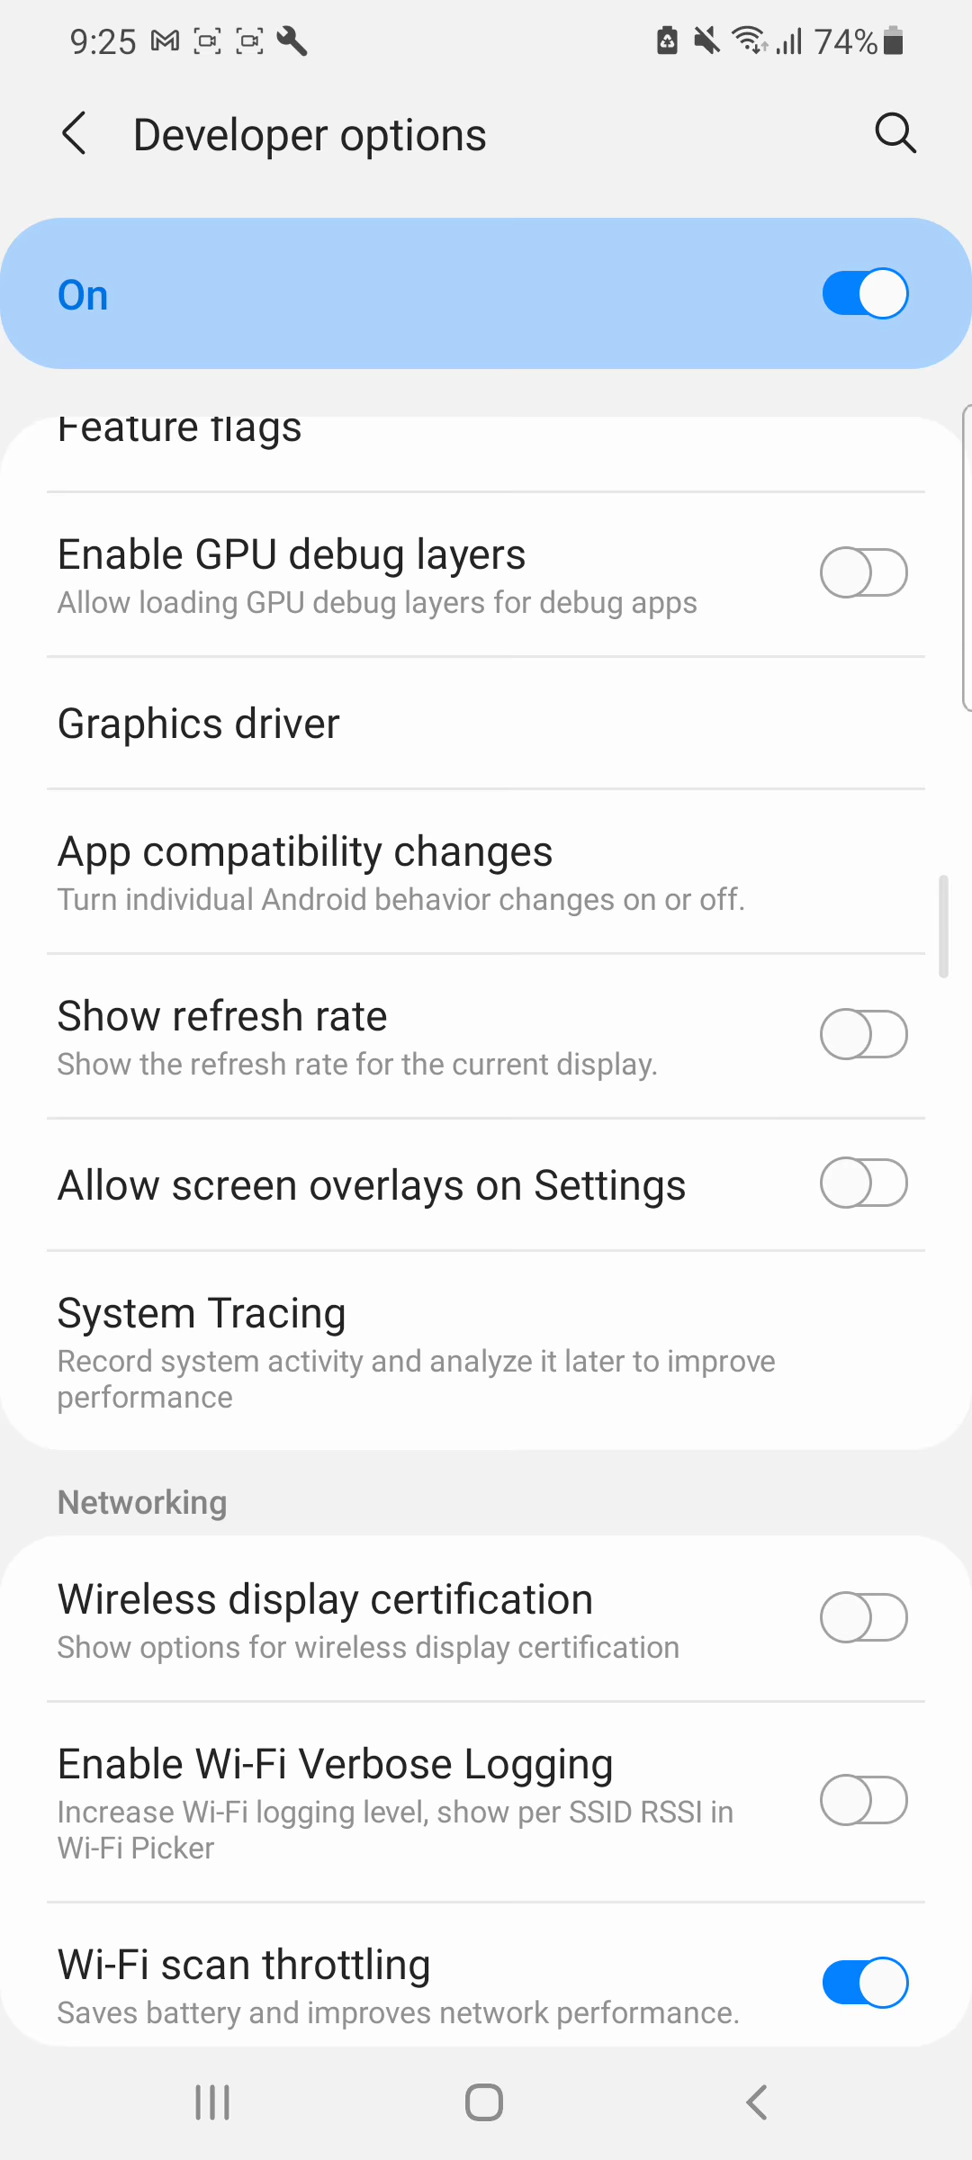 9:25 74%
Developer options
On
Feature flags
Enable GPU debug layers
Allow loading GPU debug layers for debug apps
Graphics driver
App compatibility changes
Turn individual Android behavior changes on or off.
Show refresh rate
Show the refresh rate for the current display.
Allow screen overlays on Settings
System Tracing
Record system activity and analyze it later to improve
performance
Networking
Wireless display certification
Show options for wireless display certification
Enable Wi-Fi Verbose Logging
Increase Wi-Fi logging level, show per SSID RSSI in
Wi-Fi Picker
Wi-Fi scan throttling
Saves battery and improves network performance.